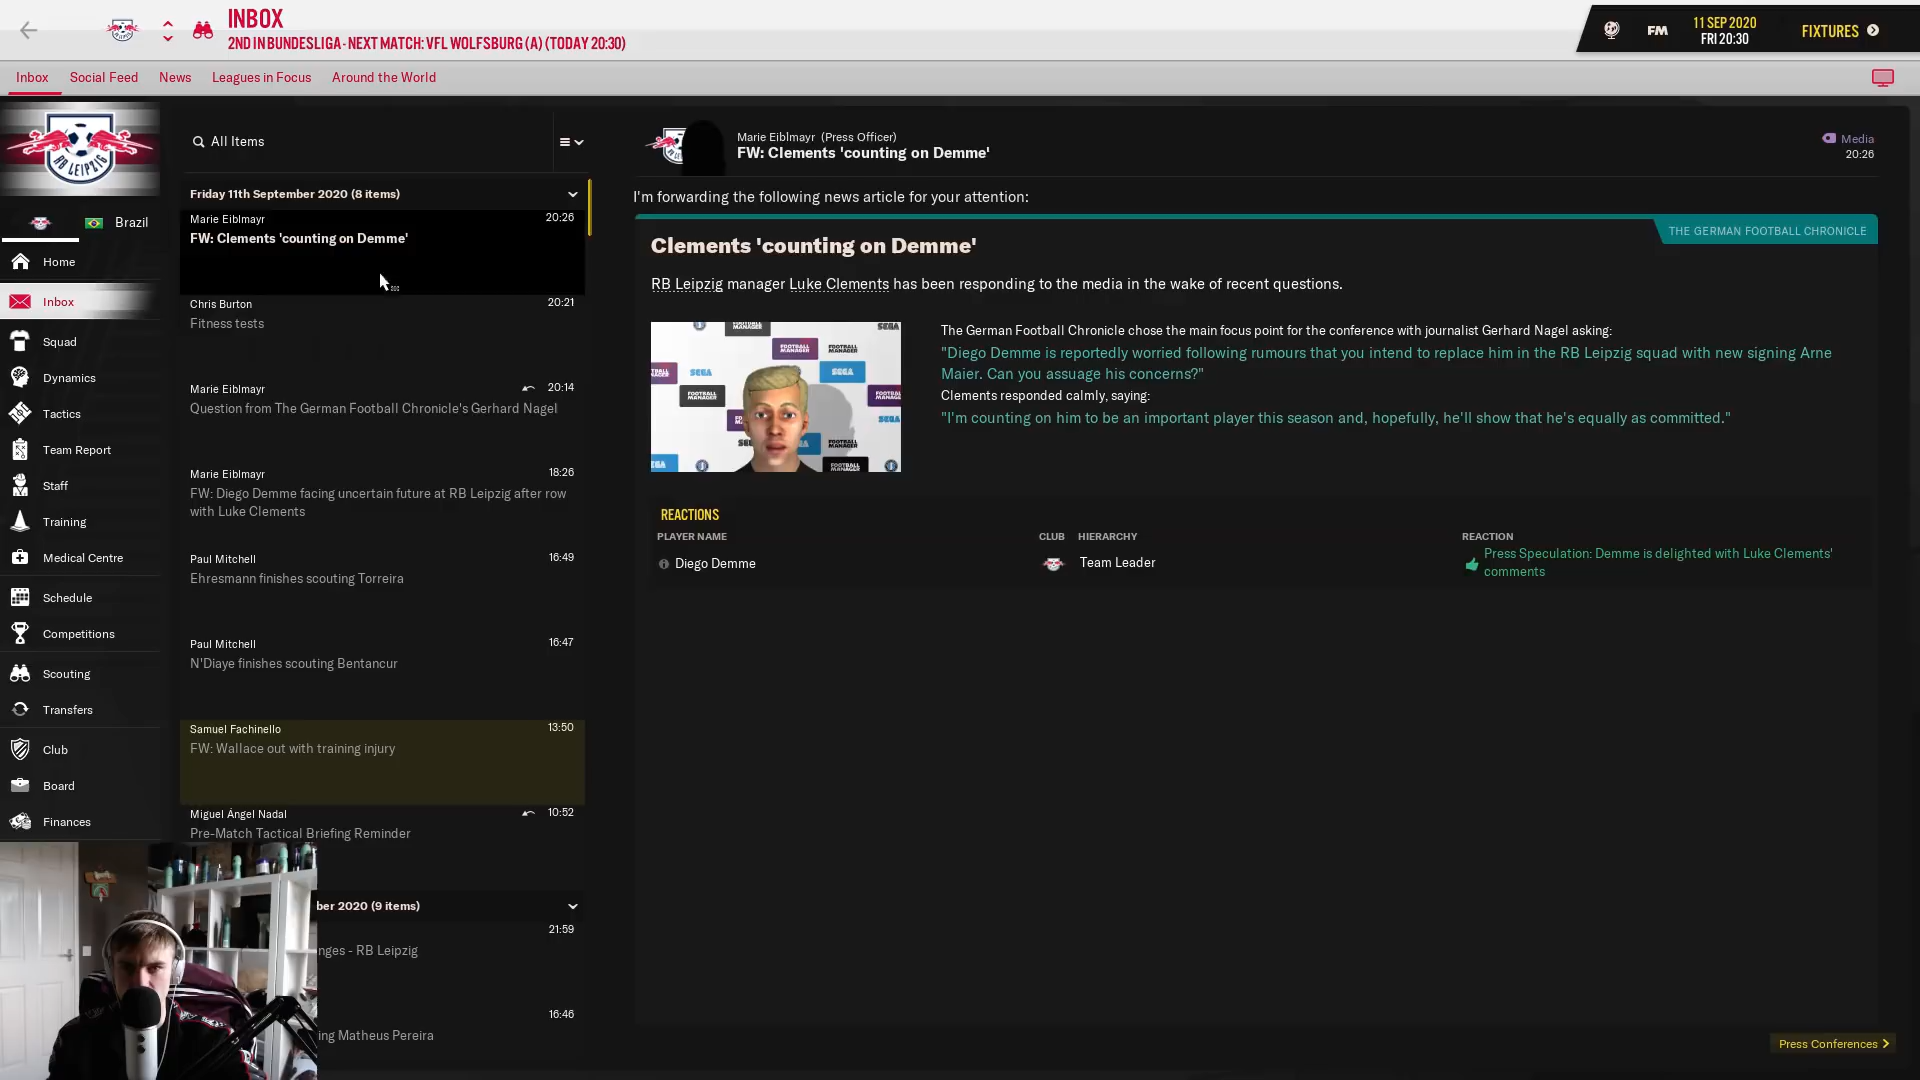 INBOX
2ND IN BUNDESLIGA - NEXT MATCH: VFL WOLFSBURG (A) (TODAY 20:30)
FM
11 SEP 2020
FRI 20:30
FIXTURES
Inbox
Social Feed
News
Leagues in Focus
Around the World
RB LEIPZIG
Brazil
Home
Inbox
Squad
Dynamics
Tactics
Team Report
Staff
Training
Medical Centre
Schedule
Competitions
Scouting
Transfers
Club
Board
Finances
All Items
Friday 11th September 2020 (8 items)
Marie Eiblmayr 20:26
FW: Clements 'counting on Demme'
Chris Burton 20:21
Fitness tests
Marie Eiblmayr 20:14
Question from The German Football Chronicle's Gerhard Nagel
Marie Eiblmayr 18:26
FW: Diego Demme facing uncertain future at RB Leipzig after row
with Luke Clements
Paul Mitchell 16:49
Ehresmann finishes scouting Torreira
Paul Mitchell 16:47
N'Diaye finishes scouting Bentancur
Samuel Fachinello 13:50
FW: Wallace out with training injury
Miguel Ángel Nadal 10:52
Pre-Match Tactical Briefing Reminder
ber 2020 (9 items)
21:59
nges - RB Leipzig
16:46
ing Matheus Pereira
Marie Eiblmayr (Press Officer)
FW: Clements 'counting on Demme'
Media
20:26
I'm forwarding the following news article for your attention:
THE GERMAN FOOTBALL CHRONICLE
Clements 'counting on Demme'
RB Leipzig manager Luke Clements has been responding to the media in the wake of recent questions.
FOOTBALL MANAGER
SEGA
The German Football Chronicle chose the main focus point for the conference with journalist Gerhard Nagel asking:
"Diego Demme is reportedly worried following rumours that you intend to replace him in the RB Leipzig squad with new signing Arne
Maier. Can you assuage his concerns?"
Clements responded calmly, saying:
"I'm counting on him to be an important player this season and, hopefully, he'll show that he's equally as committed."
REACTIONS
PLAYER NAME CLUB HIERARCHY REACTION
Diego Demme Team Leader Press Speculation: Demme is delighted with Luke Clements'
comments
Press Conferences